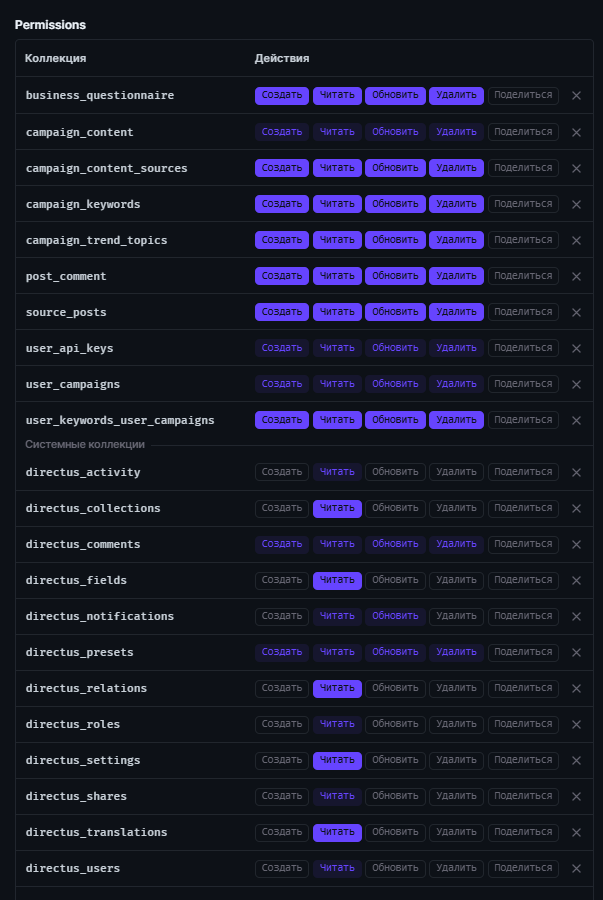 Permissions
Коллекция Действия
business_questionnaire Создать Читать Обновить Удалить Поделиться
campaign_content Создать Читать Обновить Удалить Поделиться
campaign_content_sources Создать Читать Обновить Удалить Поделиться
campaign_keywords Создать Читать Обновить Удалить Поделиться
campaign_trend_topics Создать Читать Обновить Удалить Поделиться
post_comment Создать Читать Обновить Удалить Поделиться
source_posts Создать Читать Обновить Удалить Поделиться
user_api_keys Создать Читать Обновить Удалить Поделиться
user_campaigns Создать Читать Обновить Удалить Поделиться
user_keywords_user_campaigns Создать Читать Обновить Удалить Поделиться
Системные коллекции
directus_activity Создать Читать Обновить Удалить Поделиться
directus_collections Создать Читать Обновить Удалить Поделиться
directus_comments Создать Читать Обновить Удалить Поделиться
directus_fields Создать Читать Обновить Удалить Поделиться
directus_notifications Создать Читать Обновить Удалить Поделиться
directus_presets Создать Читать Обновить Удалить Поделиться
directus_relations Создать Читать Обновить Удалить Поделиться
directus_roles Создать Читать Обновить Удалить Поделиться
directus_settings Создать Читать Обновить Удалить Поделиться
directus_shares Создать Читать Обновить Удалить Поделиться
directus_translations Создать Читать Обновить Удалить Поделиться
directus_users Создать Читать Обновить Удалить Поделиться